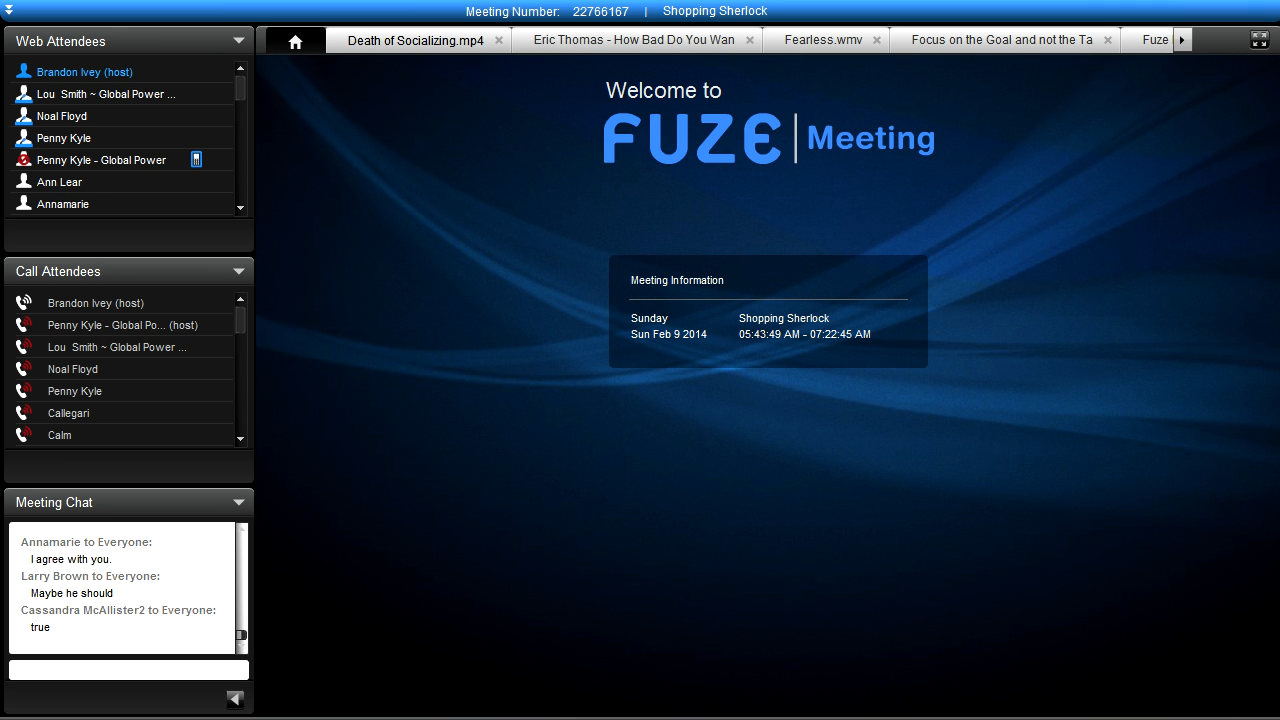 Meeting Number: 22766167 | Shopping Sherlock
Web Attendees
Brandon Ivey (host)
Lou Smith ~ Global Power ...
Noal Floyd
Penny Kyle
Penny Kyle - Global Power
Ann Lear
Annamarie
Call Attendees
Brandon Ivey (host)
Penny Kyle - Global Po... (host)
Lou Smith ~ Global Power ...
Noal Floyd
Penny Kyle
Callegari
Calm
Meeting Chat
Annamarie to Everyone:
I agree with you.
Larry Brown to Everyone:
Maybe he should
Cassandra McAllister2 to Everyone:
true
Death of Socializing.mp4
Eric Thomas - How Bad Do You Wan
Fearless.wmv
Focus on the Goal and not the Ta
Fuze
Welcome to
FUZE | Meeting
Meeting Information
Sunday Shopping Sherlock
Sun Feb 9 2014 05:43:49 AM - 07:22:45 AM